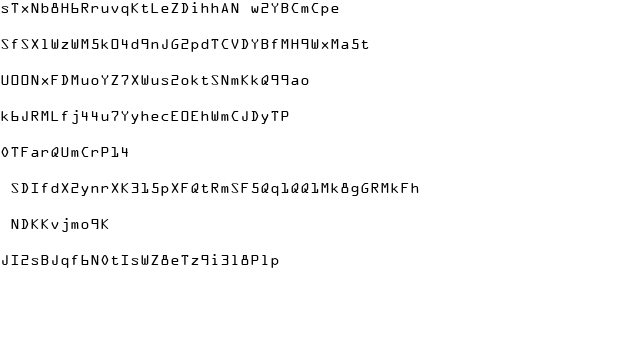 sTxNb8H6RruvqKtLeZDihhAN w2YBCmCpe
SfSX1WzWM5kO4d9nJG2pdTCVDYBfMH9WxMa5t
UOONxFDMuoYZ7XWus2oktSNmKkQ99ao
k6JRMLfj44u7YyhecEOEhWmCJDyTP
OTFarQUmCrP14
SDIfdX2ynrXK315pXFQtRmSF5Qq1QQ1Mk8gGRMkFh
NDKKvjmo9K
JI2sBJqf6NOtIsWZ8eTz9i318P1p